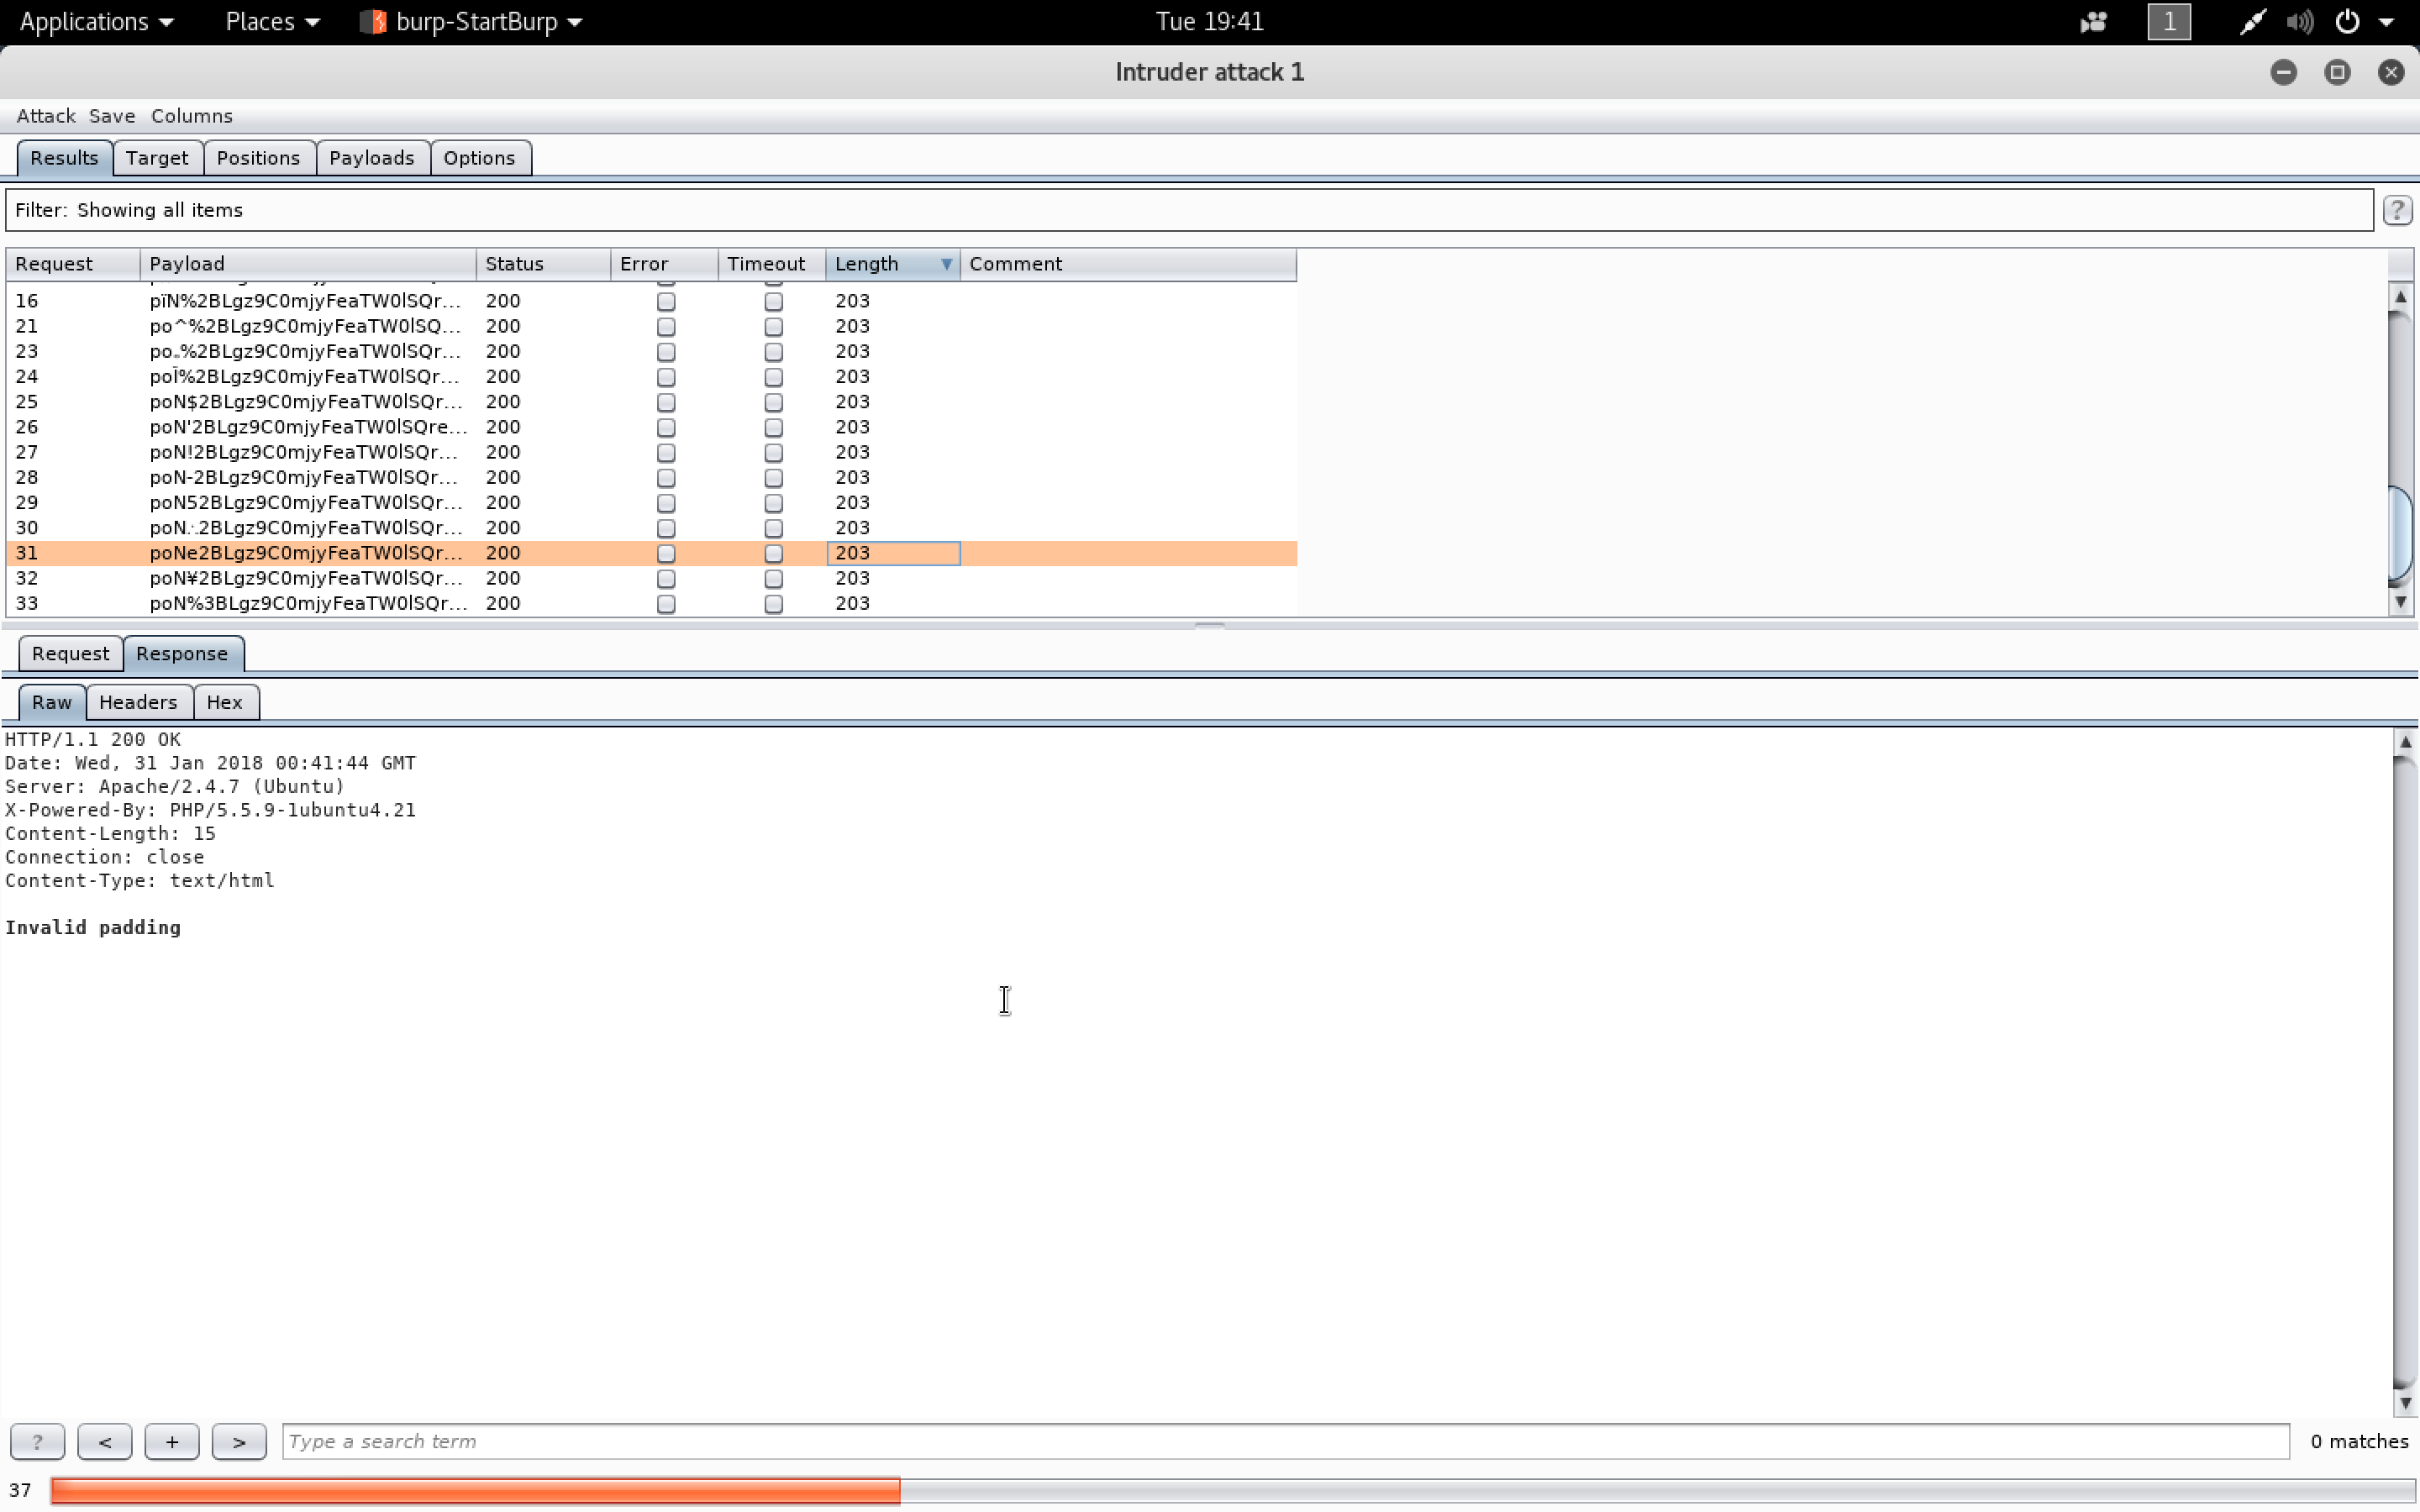 Applications Places burp-StartBurp Tue 19:41 1
Intruder attack 1
Attack Save Columns
Results Target Positions Payloads Options
Filter: Showing all items ?
Request Payload Status Error Timeout Length Comment
16 pïN%2BLgz9C0mjyFeaTW0lSQr... 200 203
21 po^%2BLgz9C0mjyFeaTW0lSQ... 200 203
23 %2BLgz9C0mjyFeaTW0lSQr... 200 203
24 poÎ%2BLgz9C0mjyFeaTW0lSQr... 200 203
25 poN$2BLgz9C0mjyFeaTW0lSQr... 200 203
26 poN'2BLgz9C0mjyFeaTW0lSQre... 200 203
27 poN!2BLgz9C0mjyFeaTW0lSQr... 200 203
28 poN-2BLgz9C0mjyFeaTW0lSQr... 200 203
29 poN52BLgz9C0mjyFeaTW0lSQr... 200 203
30 2BLgz9C0mjyFeaTW0lSQr... 200 203
31 poNe2BLgz9C0mjyFeaTW0lSQr... 200 203
32 poN¥2BLgz9C0mjyFeaTW0lSQr... 200 203
33 poN%3BLgz9C0mjyFeaTW0lSQr... 200 203
Request Response
Raw Headers Hex
HTTP/1.1 200 OK
Date: Wed, 31 Jan 2018 00:41:44 GMT
Server: Apache/2.4.7 (Ubuntu)
X-Powered-By: PHP/5.5.9-1ubuntu4.21
Content-Length: 15
Connection: close
Content-Type: text/html
Invalid padding
? < + > Type a search term 0 matches
37